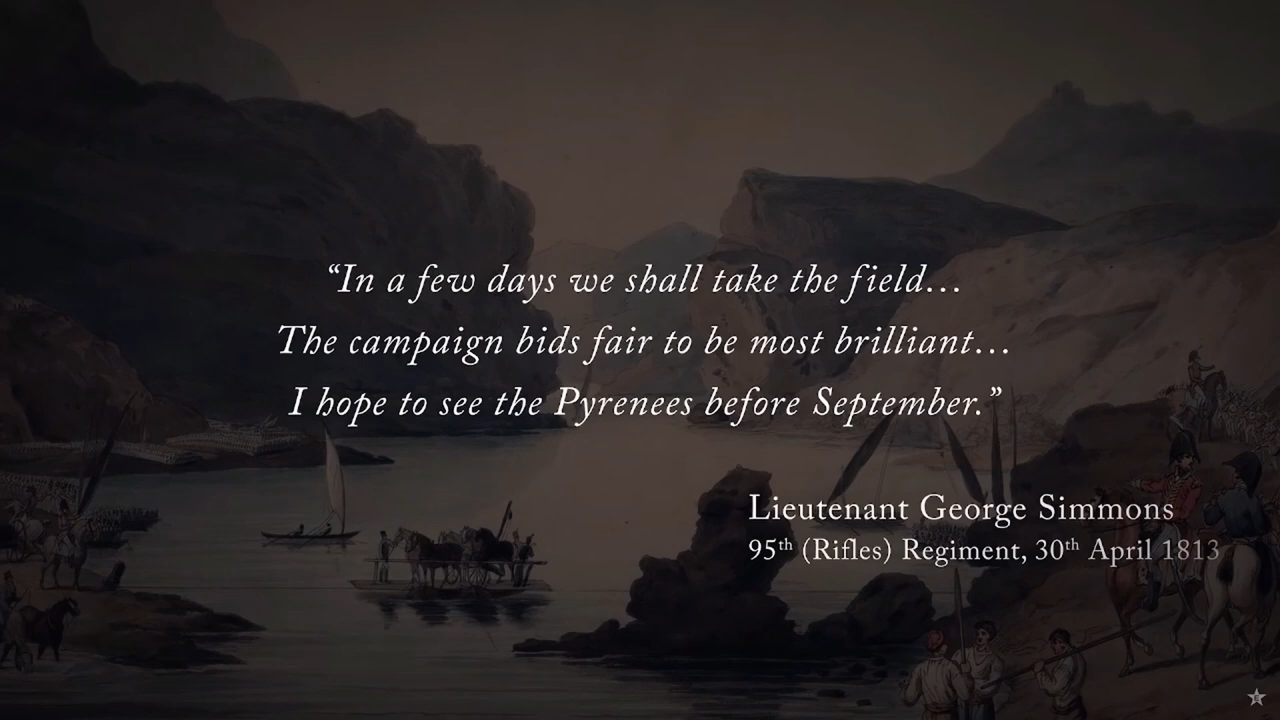 “In a few days we shall take the field…
The campaign bids fair to be most brilliant…
I hope to see the Pyrenees before September.”
Lieutenant George Simmons
95th (Rifles) Regiment, 30th April 1813